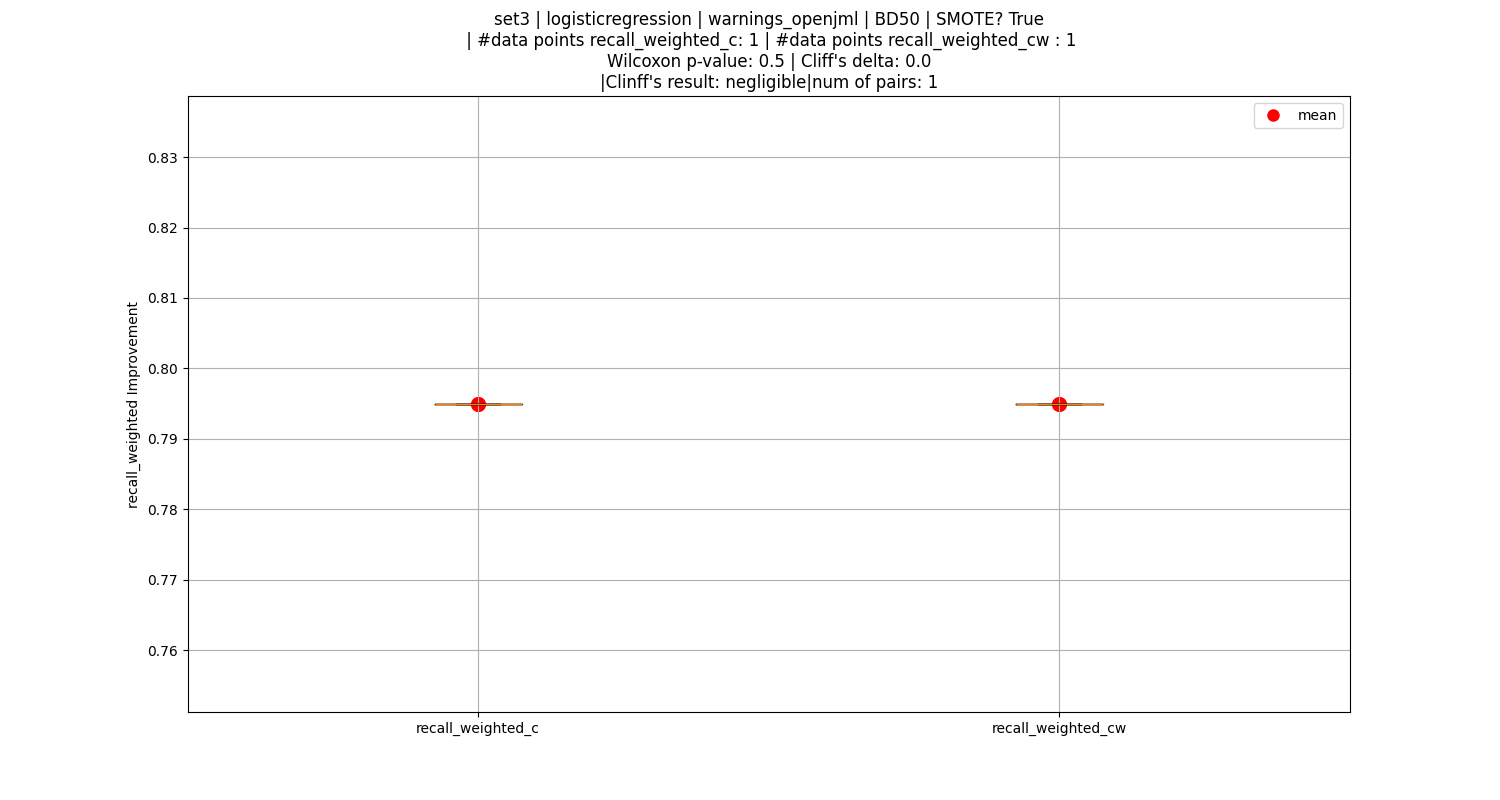 set3 | logisticregression | warnings_openjml | BD50 | SMOTE? True
| #data points recall_weighted_c: 1 | #data points recall_weighted_cw : 1
Wilcoxon p-value: 0.5 | Cliff's delta: 0.0
|Clinff's result: negligible|num of pairs: 1
mean
0.83
0.82
0.81
0.80
0.79
0.78
0.77
0.76
recall_weighted Improvement
recall_weighted_c
recall_weighted_cw